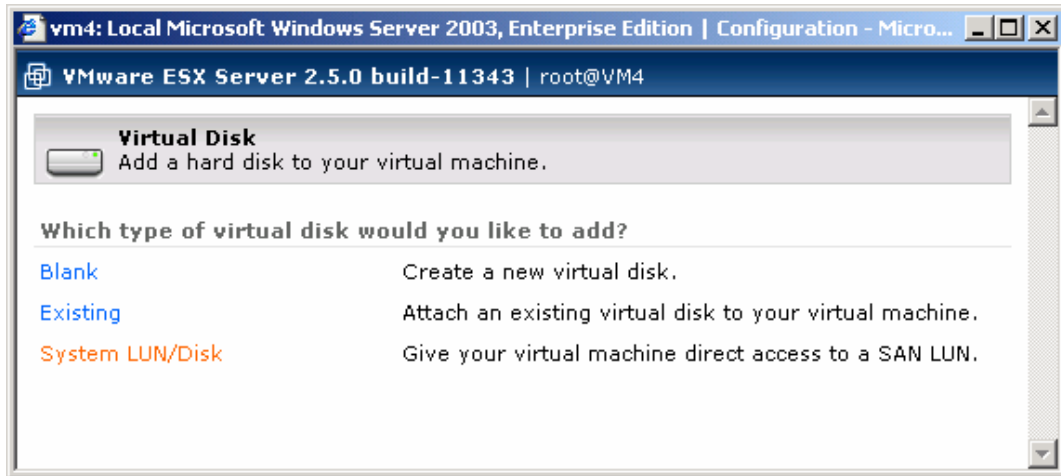 vm4: Local Microsoft Windows Server 2003, Enterprise Edition | Configuration - Micro...
VMware ESX Server 2.5.0 build-11343 | root@VM4
Virtual Disk
Add a hard disk to your virtual machine.
Which type of virtual disk would you like to add?
Blank Create a new virtual disk.
Existing Attach an existing virtual disk to your virtual machine.
System LUN/Disk Give your virtual machine direct access to a SAN LUN.